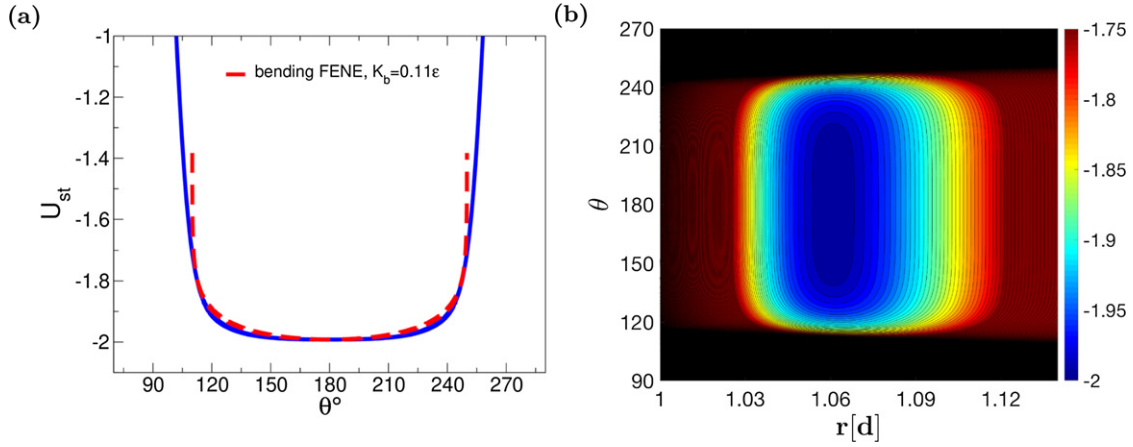 (a)
-1
-1.2
-1.4
-1.6
-1.8
-2
U_st
bending FENE, K_b=0.11ε
90 120 150 180 210 240 270
θ°
(b)
270
240
210
180
150
120
90
θ
1 1.03 1.06 1.09 1.12
r[d]
-1.75
-1.8
-1.85
-1.9
-1.95
-2